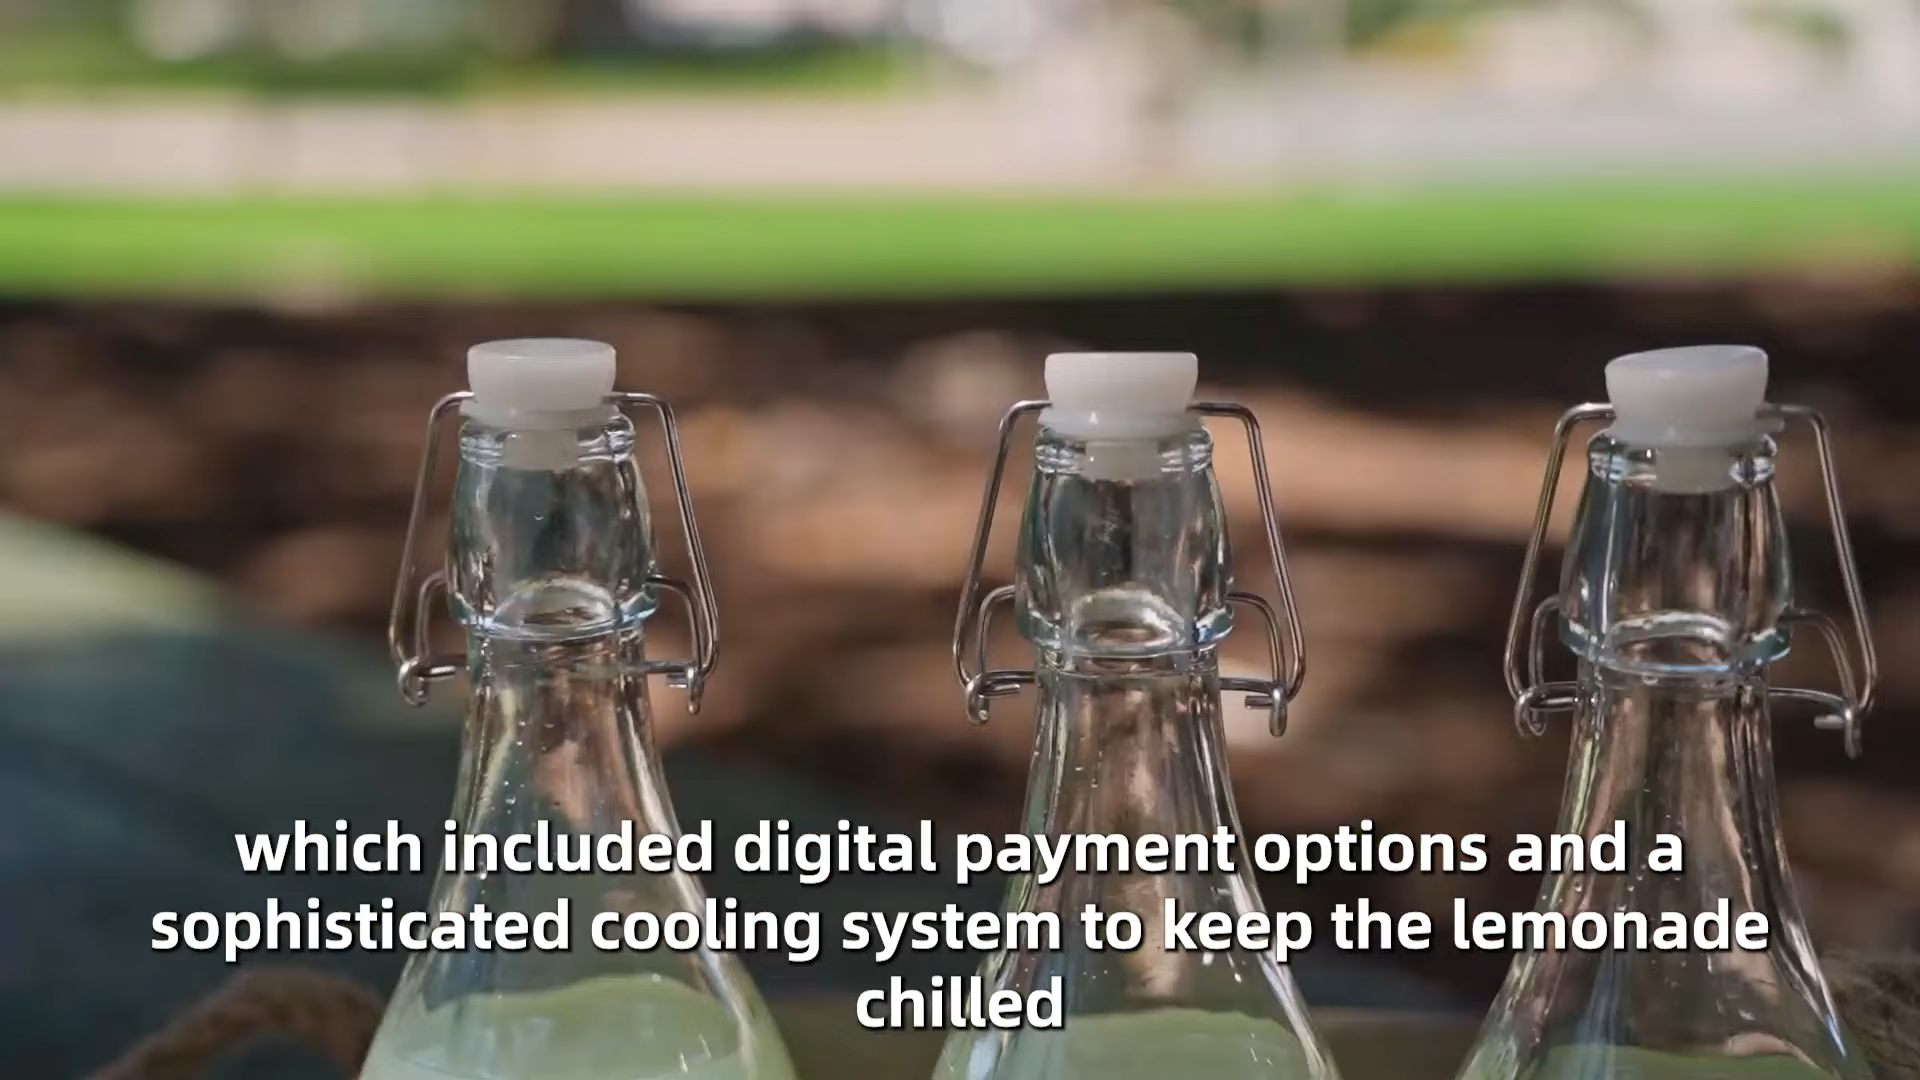 which included digital payment options and a
sophisticated cooling system to keep the lemonade
chilled